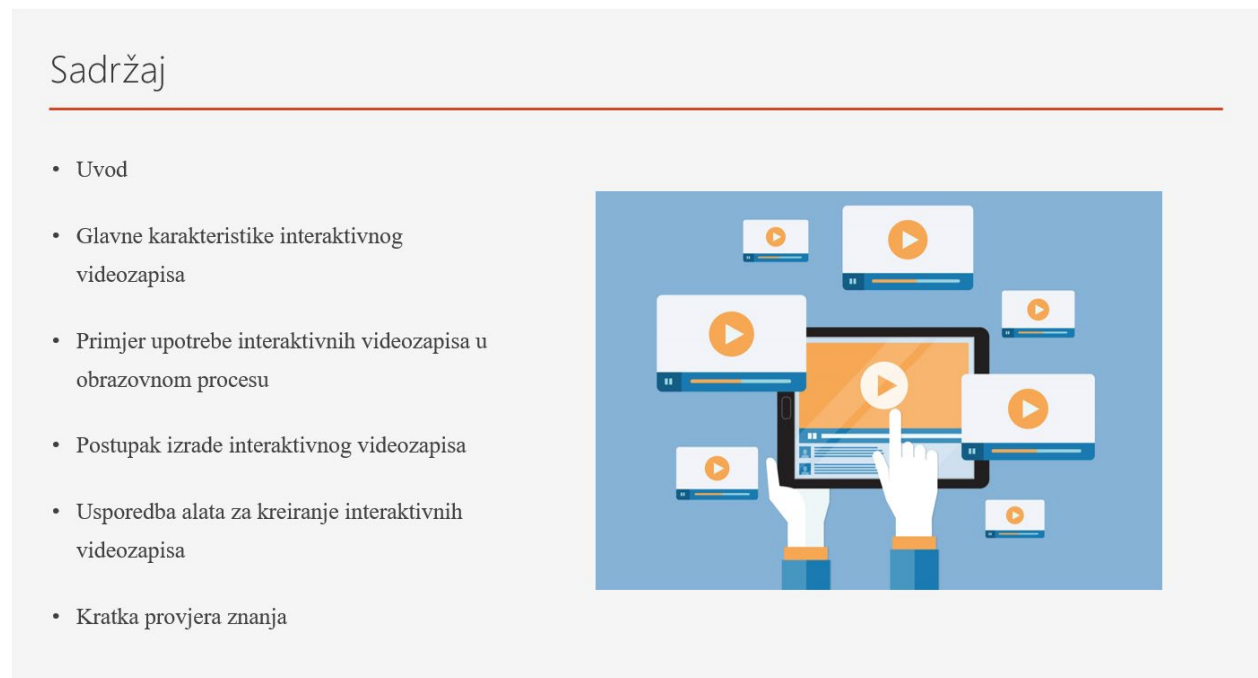 Sadržaj
• Uvod
• Glavne karakteristike interaktivnog
videozapisa
• Primjer upotrebe interaktivnih videozapisa u
obrazovnom procesu
• Postupak izrade interaktivnog videozapisa
• Usporedba alata za kreiranje interaktivnih
videozapisa
• Kratka provjera znanja